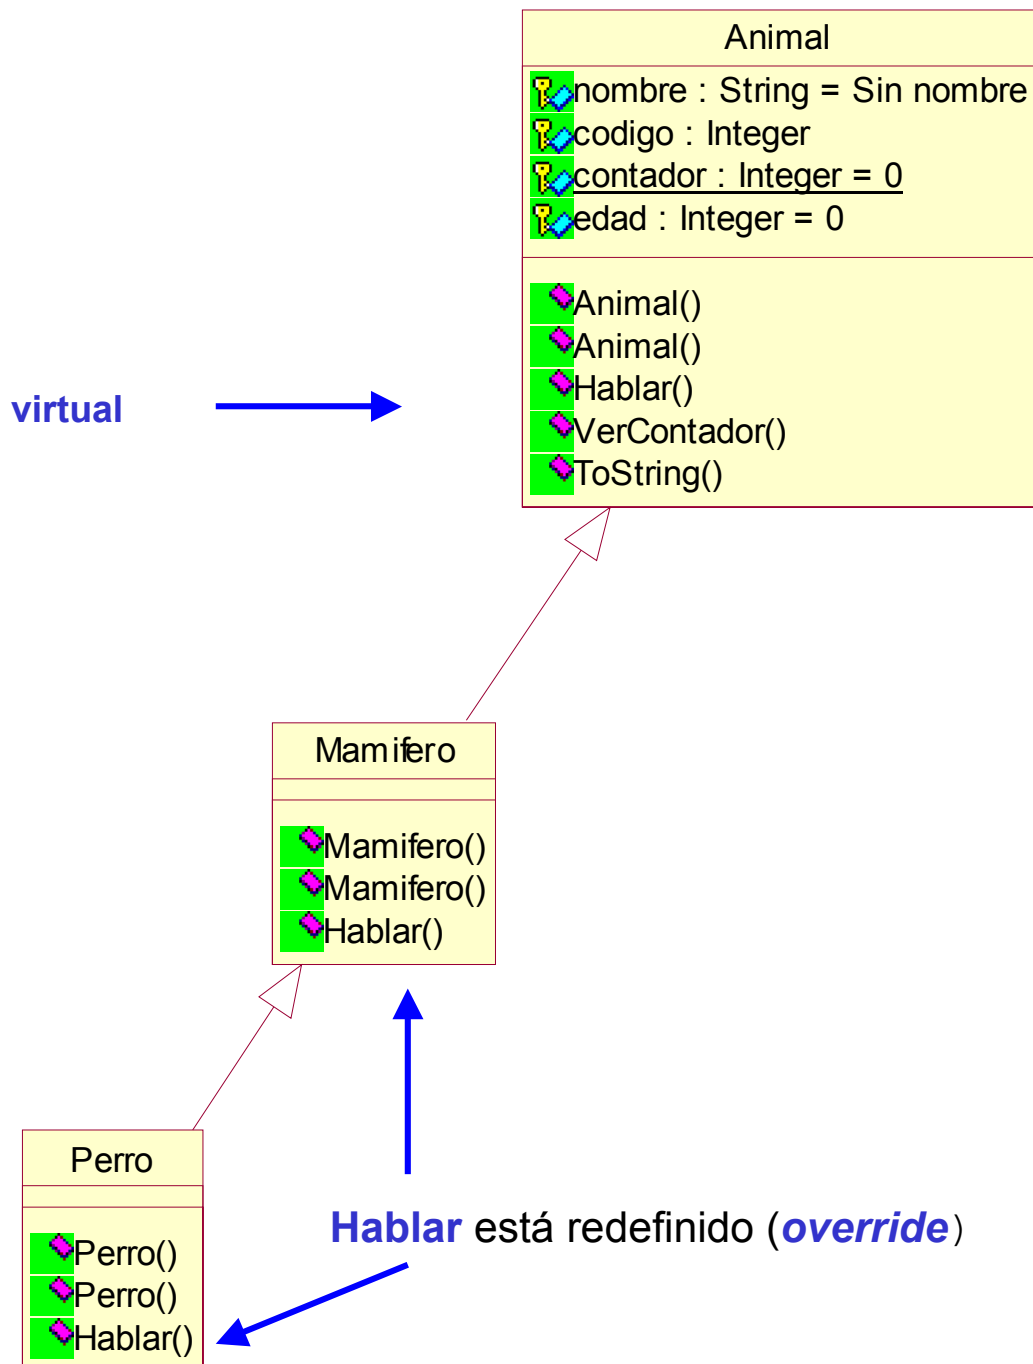 Animal
nombre : String = Sin nombre
codigo : Integer
contador : Integer = 0
edad : Integer = 0
Animal()
Animal()
Hablar()
VerContador()
ToString()
virtual
Mamifero
Mamifero()
Mamifero()
Hablar()
Perro
Perro()
Perro()
Hablar()
Hablar está redefinido (override)